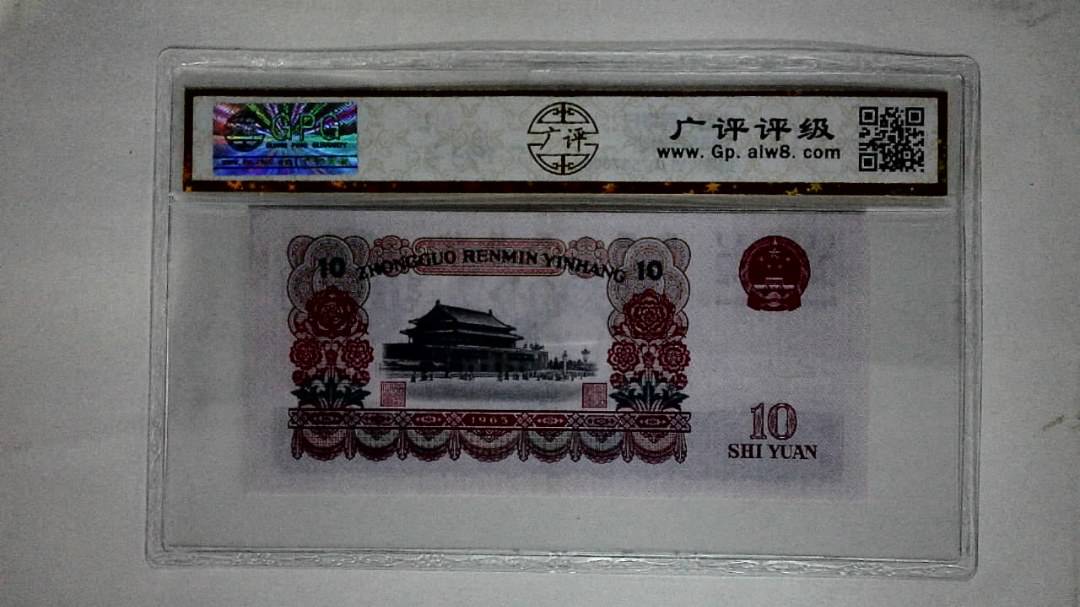 GPG
广评
广评评级
www. Gp. alw8. com
10 ZHONGGUO RENMIN YINHANG 10
1965
10
SHI YUAN